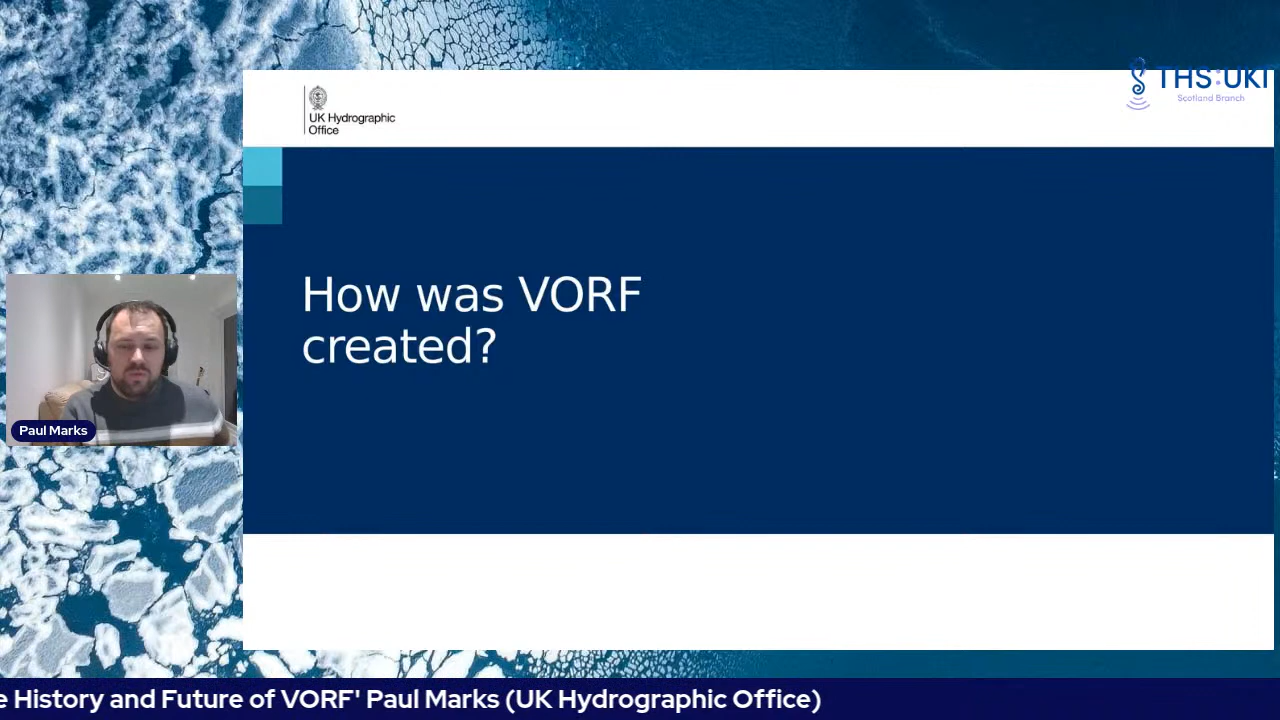 UK Hydrographic
Office
THS:UKI
Scotland Branch
How was VORF
created?
Paul Marks
e History and Future of VORF' Paul Marks (UK Hydrographic Office)